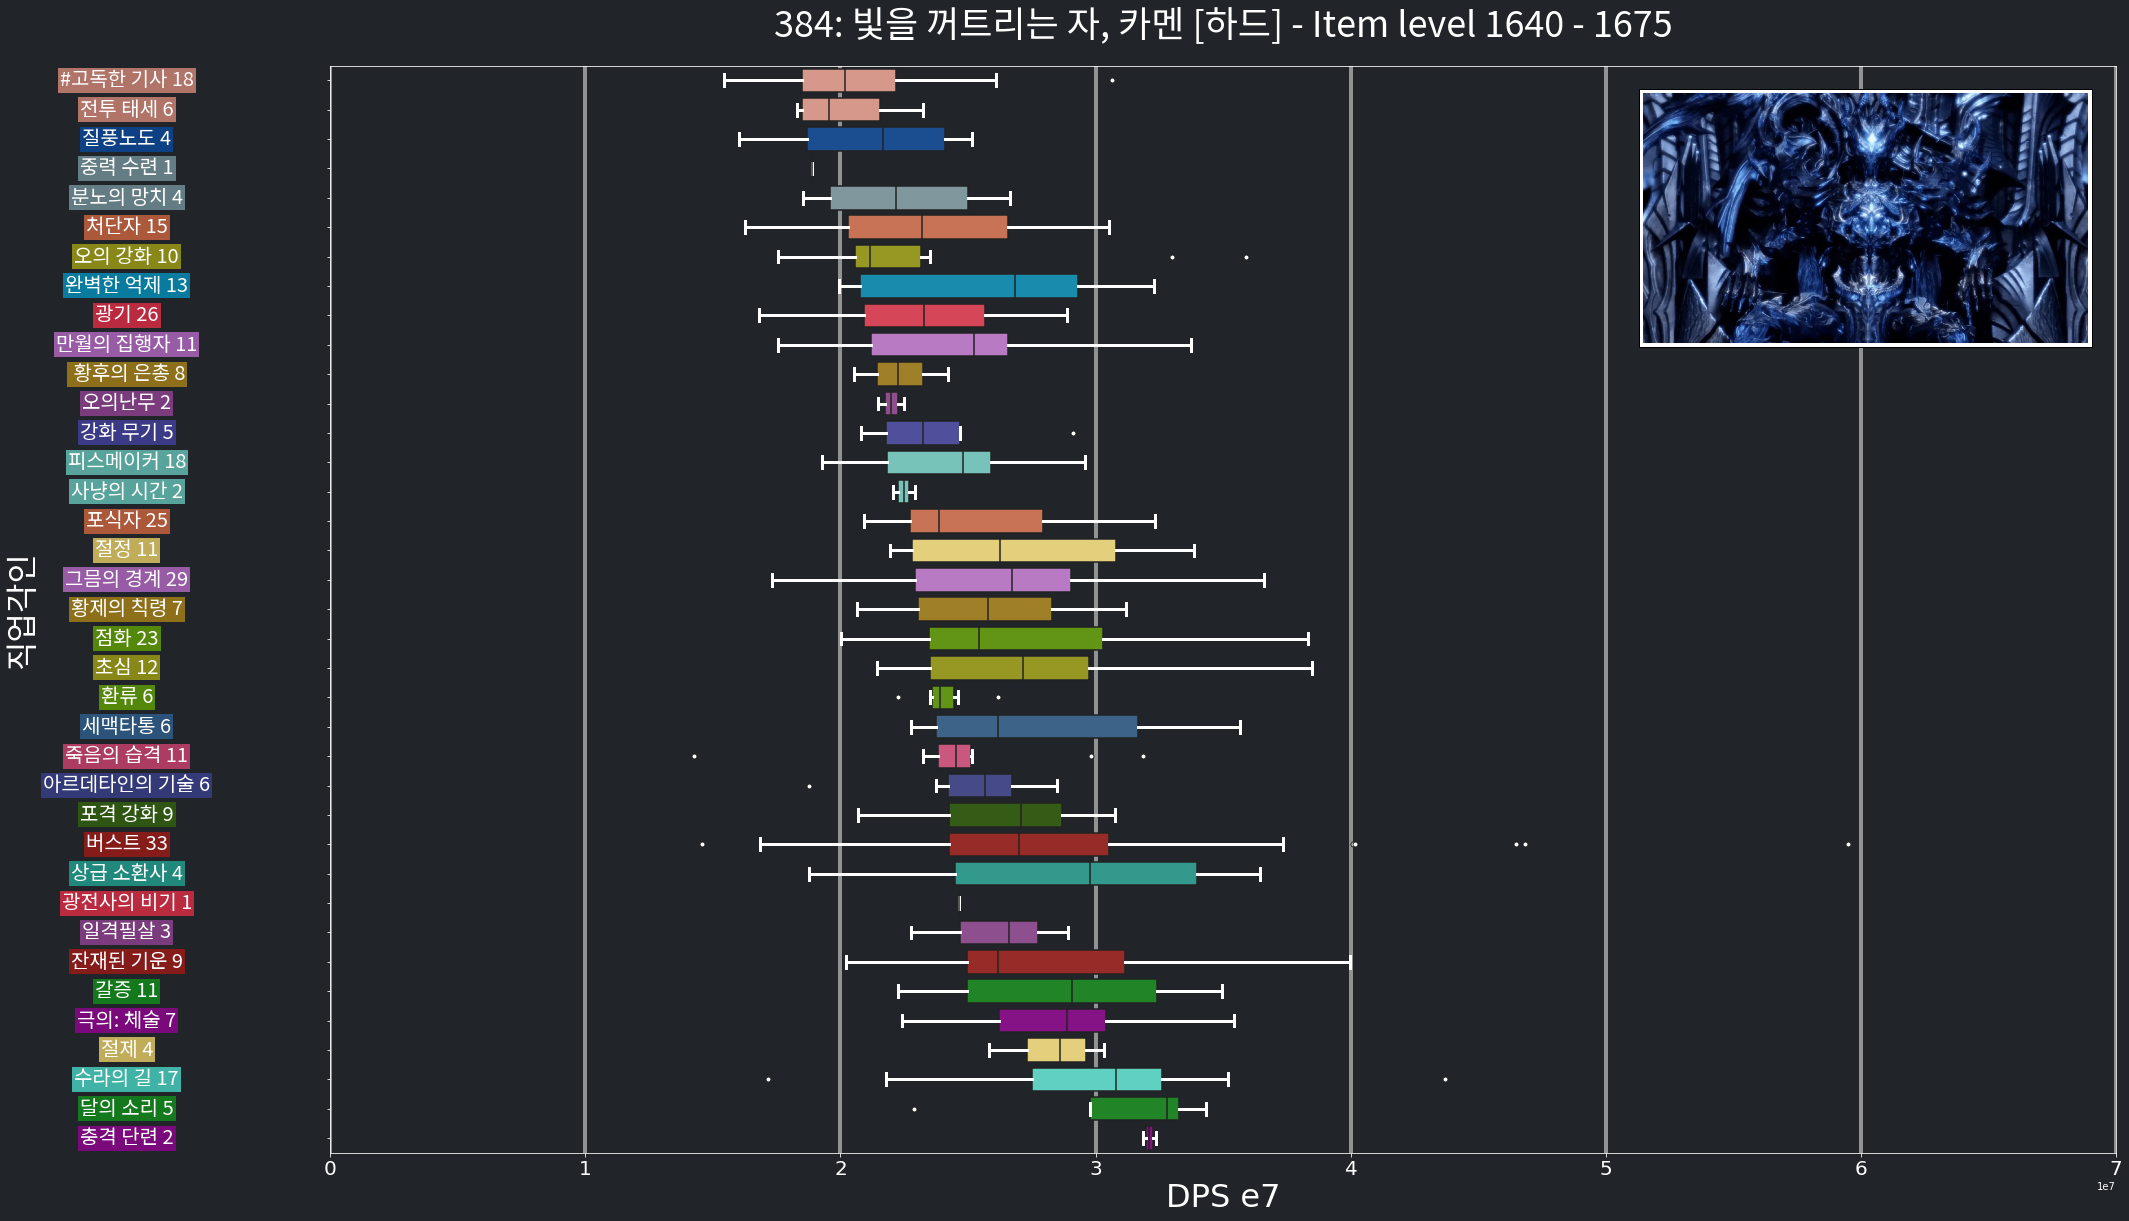 384: 빛을 꺼트리는 자, 카멘 [하드] - Item level 1640 - 1675
#고독한 기사 18
전투 태세 6
질풍노도 4
중력 수련 1
분노의 망치 4
처단자 15
오의 강화 10
완벽한 억제 13
광기 26
만월의 집행자 11
황후의 은총 8
오의난무 2
강화 무기 5
피스메이커 18
사냥의 시간 2
포식자 25
절정 11
그믐의 경계 29
황제의 칙령 7
점화 23
초심 12
환류 6
세맥타통 6
죽음의 습격 11
아르데타인의 기술 6
포격 강화 9
버스트 33
상급 소환사 4
광전사의 비기 1
일격필살 3
잔재된 기운 9
갈증 11
극의: 체술 7
절제 4
수라의 길 17
달의 소리 5
충격 단련 2
직업각인
0 1 2 3 4 5 6 7
1e7
DPS e7